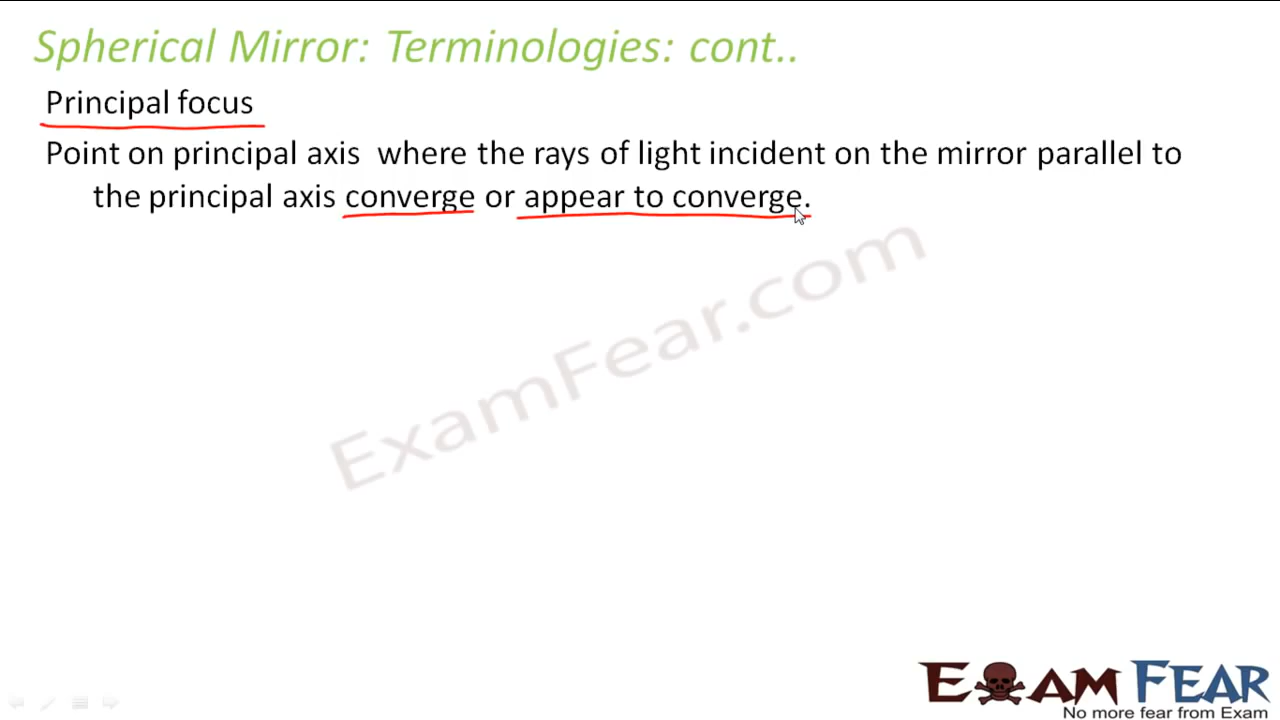 Spherical Mirror: Terminologies: cont..
Principal focus
Point on principal axis where the rays of light incident on the mirror parallel to
the principal axis converge or appear to converge.
ExamFear.com
EXAM FEAR
No more fear from Exam